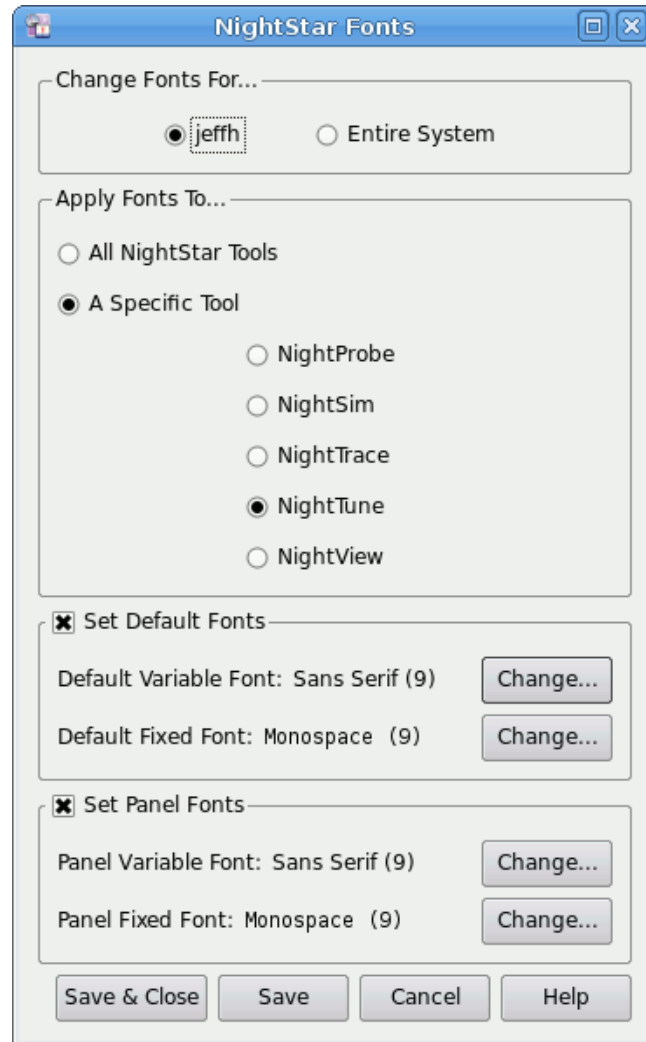 NightStar Fonts
Change Fonts For...
jeffh Entire System
Apply Fonts To...
All NightStar Tools
A Specific Tool
NightProbe
NightSim
NightTrace
NightTune
NightView
Set Default Fonts
Default Variable Font: Sans Serif (9) Change...
Default Fixed Font: Monospace (9) Change...
Set Panel Fonts
Panel Variable Font: Sans Serif (9) Change...
Panel Fixed Font: Monospace (9) Change...
Save & Close Save Cancel Help